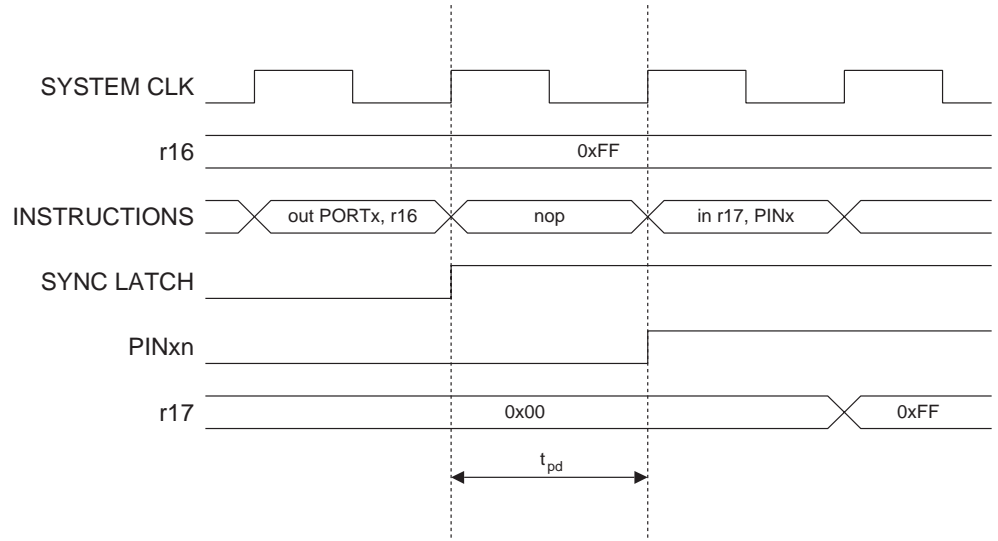 SYSTEM CLK
r16
0xFF
INSTRUCTIONS
out PORTx, r16
nop
in r17, PINx
SYNC LATCH
PINxn
r17
0x00
0xFF
tpd